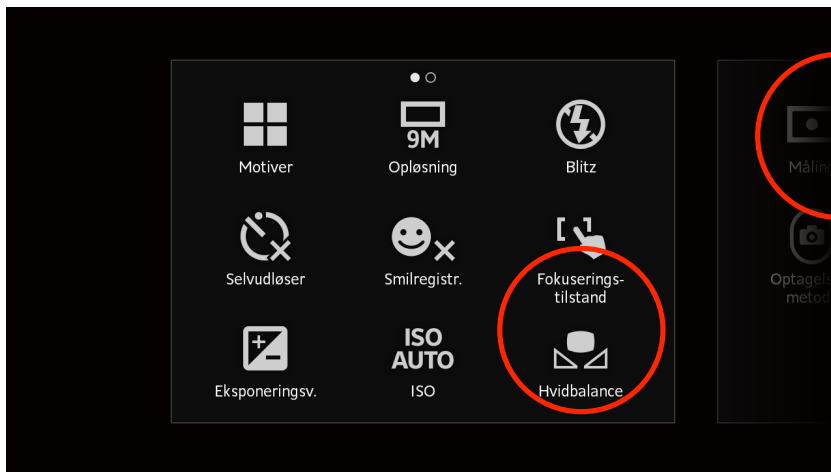 9M
Motiver
Opløsning
Blitz
Selvudløser
Smilregistr.
Fokuserings-
tilstand
ISO
AUTO
Eksponeringsv.
ISO
Hvidbalance